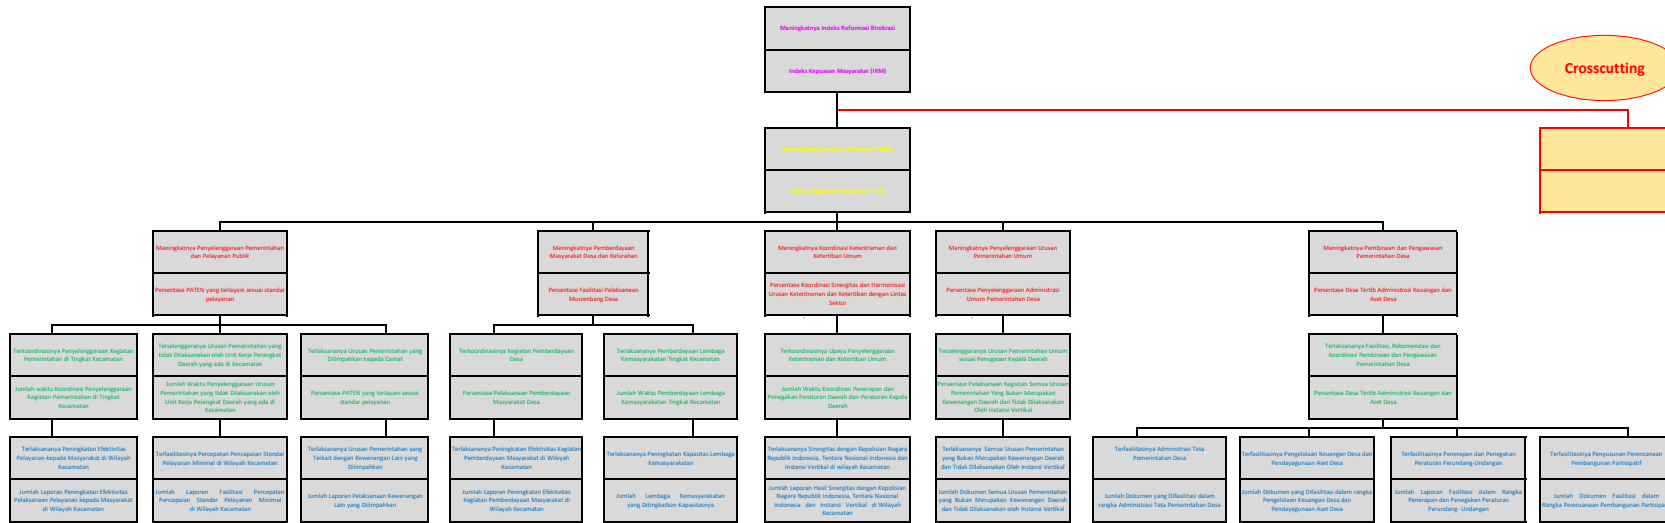 Meningkatnya Indeks Reformasi Birokrasi
Indeks Kepuasan Masyarakar (IKM)
Crosscutting
Meningkatnya Penyelenggaraan Pemerintahan
dan Pelayanan Publik
Persentase PATEN yang terlayani sesuai standar
pelayanan
Meningkatnya Pemberdayaan
Masyarakat Desa dan Kelurahan
Persentase Fasilitasi Pelaksanaan
Musrenbang Desa
Meningkatnya Koordinasi Ketentraman dan
Ketertiban Umum
Persentase Koordinasi Sinergitas dan Harmonisasi
Urusan Ketentraman dan Ketertiban dengan Lintas
Sektor
Meningkatnya Penyelenggaraan Urusan
Pemerintahan Umum
Persentase Penyelenggaraan Administrasi
Umum Pemerintahan Desa
Meningkatnya Pembinaan dan Pengawasan
Pemerintahan Desa
Persentase Desa Tertib Administrasi Keuangan dan
Aset Desa
Terkoordinasinya Penyelenggaraan Kegiatan
Pemerintahan di Tingkat Kecamatan
Jumlah waktu Koordinasi Penyelenggaraan
Kegiatan Pemerintahan di Tingkat
Kecamatan
Terselenggaranya Urusan Pemerintahan yang
tidak Dilaksanakan oleh Unit Kerja Perangkat
Daerah yang ada di Kecamatan
Jumlah Waktu Penyelenggaraan Urusan
Pemerintahan yang tidak Dilaksanakan oleh
Unit Kerja Perangkat Daerah yang ada di
Kecamatan
Terlaksananya Urusan Pemerintahan yang
Dilimpahkan kepada Camat
Persentase PATEN yang terlayani sesuai
standar pelayanan
Terkoordinasinya Kegiatan Pemberdayaan
Desa
Persentase Pelaksanaan Pemberdayaan
Masyarakat Desa
Terlaksananya Pemberdayaan Lembaga
Kemasyarakatan Tingkat Kecamatan
Jumlah Waktu Pemberdayaan Lembaga
Kemasyarakatan Tingkat Kecamatan
Terkoordinasinya Upaya Penyelenggaraan
Ketentraman dan Ketertiban Umum
Jumlah Waktu Koordinasi Penerapan dan
Penegakan Peraturan Daerah dan Peraturan Kepala
Daerah
Terselenggaranya Urusan Pemerintahan Umum
sesuai Penugasan Kepala Daerah
Persentase Pelaksanaan Kegiatan Semua Urusan
Pemerintahan Yang Bukan Merupakan
Kewenangan Daerah dan Tidak Dilaksanakan
Oleh Instansi Vertikal
Terlaksananya Fasilitasi, Rekomendasi dan
Koordinasi Pembinaan dan Pengawasan
Pemerintahan Desa
Persentase Desa Tertib Administrasi Keuangan dan
Aset Desa
Terlaksananya Peningkatan Efektivitas
Pelayanan kepada Masyarakat di Wilayah
Kecamatan
Jumlah Laporan Peningkatan Efektivitas
Pelaksanaan Pelayanan kepada Masyarakat
di Wilayah Kecamatan
Terfasilitasinya Percepatan Pencapaian Standar
Pelayanan Minimal di Wilayah Kecamatan
Jumlah Laporan Fasilitasi Percepatan
Pencapaian Standar Pelayanan Minimal
di Wilayah Kecamatan
Terlaksananya Urusan Pemerintahan yang
Terkait dengan Kewenangan Lain yang
Dilimpahkan
Jumlah Laporan Pelaksanaan Kewenangan
Lain yang Dilimpahkan
Terlaksananya Peningkatan Efektivitas Kegiatan
Pemberdayaan Masyarakat di Wilayah
Kecamatan
Jumlah Laporan Peningkatan Efektivitas
Kegiatan Pemberdayaan Masyarakat di
Wilayah Kecamatan
Terlaksananya Peningkatan Kapasitas Lembaga
Kemasyarakatan
Jumlah Lembaga Kemasyarakatan
yang Ditingkatkan Kapasitasnya
Terlaksananya Sinergitas dengan Kepolisian Negara
Republik Indonesia, Tentara Nasional Indonesia dan
Instansi Vertikal di wilayah Kecamatan
Jumlah Laporan Hasil Sinergitas dengan Kepolisian
Negara Republik Indonesia, Tentara Nasional
Indonesia dan Instansi Vertikal di Wilayah
Kecamatan
Terlaksananya Semua Urusan Pemerintahan
yang Bukan Merupakan Kewenangan Daerah
dan Tidak Dilaksanakan Oleh Instansi Vertikal
Jumlah Dokumen Semua Urusan Pemerintahan
yang Bukan Merupakan Kewenangan Daerah
dan Tidak Dilaksanakan oleh Instansi Vertikal
Terfasilitasinya Administrasi Tata
Pemerintahan Desa
Jumlah Dokumen yang Difasilitasi dalam
rangka Administrasi Tata Pemerintahan Desa
Terfasilitasinya Pengelolaan Keuangan Desa dan
Pendayagunaan Aset Desa
Jumlah Dokumen yang Difasilitasi dalam rangka
Pengelolaan Keuangan Desa dan
Pendayagunaan Aset Desa
Terfasilitasinya Penerapan dan Penegakan
Peraturan Perundang-Undangan
Jumlah Laporan Fasilitasi dalam Rangka
Penerapan dan Penegakan Peraturan
Perundang- Undangan
Terfasilitasinya Penyusunan Perencanaan
Pembangunan Partisipatif
Jumlah Dokumen Fasilitasi dalam
Rangka Perencanaan Pembangunan Partisipa